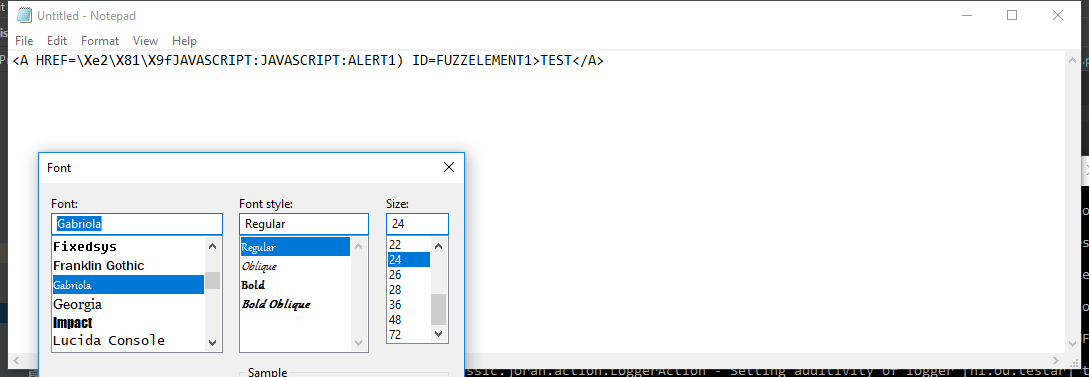 Untitled - Notepad
File Edit Format View Help
<A HREF=\Xe2\X81\X9fJAVASCRIPT:JAVASCRIPT:ALERT1) ID=FUZZELEMENT1>TEST</A>
Font
Font: Font style: Size:
Gabriola Regular 24
Fixedsys Regular 22
Franklin Gothic Oblique 24
Gabriola Bold 26
Georgia Bold Oblique 28
Impact 36
Lucida Console 48
72
Sample
ssic.joran.action.LoggerAction - Setting additivity of logger [nl.ou.testar] t